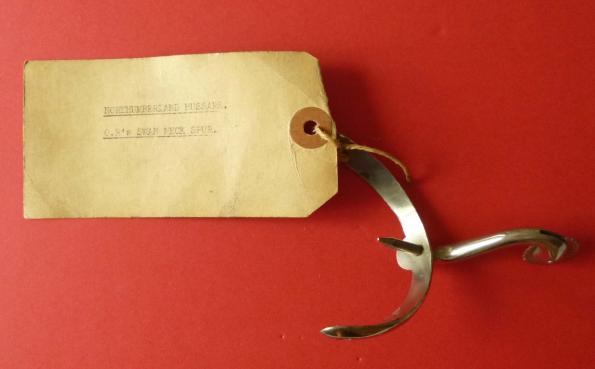 NORTHUMBERLAND HUSSARS.
O.R's SWAN NECK SPUR.